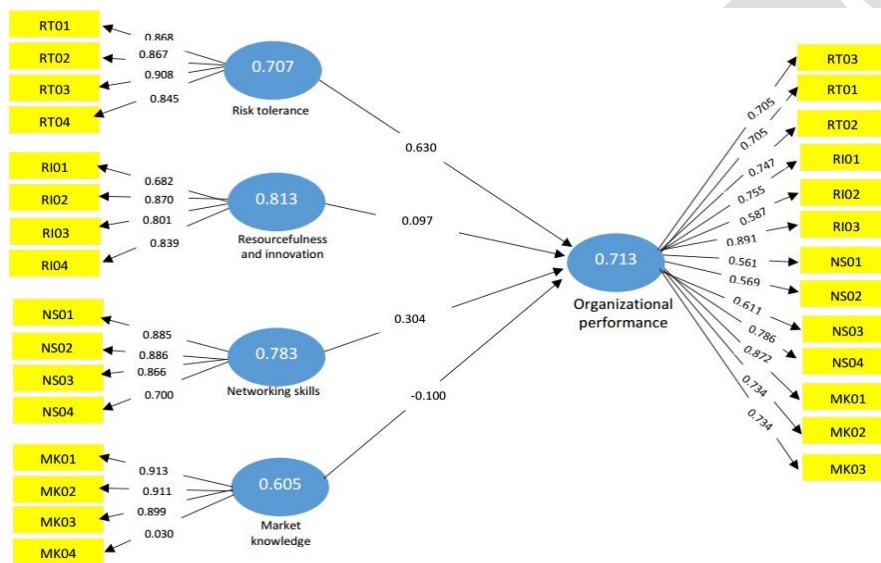 RT01
RT02
RT03
RT04
0.868
0.867
0.908
0.845
0.707
Risk tolerance
RI01
RI02
RI03
RI04
0.682
0.870
0.801
0.839
0.813
Resourcefulness
and innovation
NS01
NS02
NS03
NS04
0.885
0.886
0.866
0.700
0.783
Networking skills
MK01
MK02
MK03
MK04
0.913
0.911
0.899
0.030
0.605
Market
knowledge
0.630
0.097
0.304
-0.100
0.713
Organizational
performance
0.705
0.705
0.747
0.755
0.587
0.891
0.561
0.569
0.611
0.786
0.872
0.734
0.734
RT03
RT01
RT02
RI01
RI02
RI03
NS01
NS02
NS03
NS04
MK01
MK02
MK03